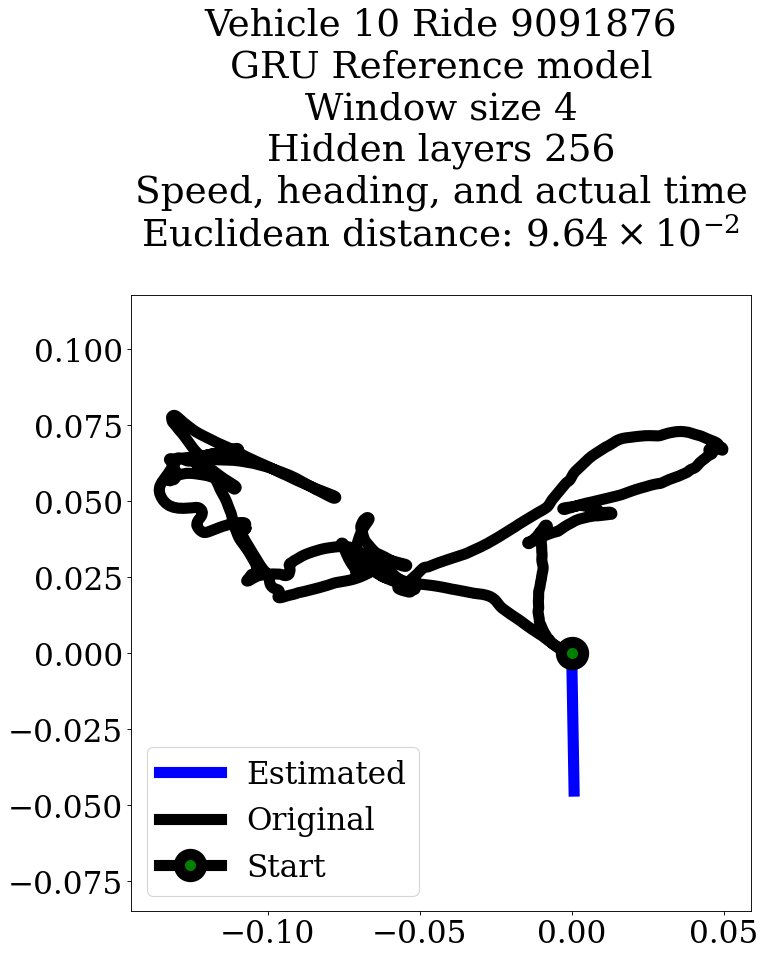 Vehicle 10 Ride 9091876
GRU Reference model
Window size 4
Hidden layers 256
Speed, heading, and actual time
Euclidean distance: 9.64 × 10⁻²
0.100
0.075
0.050
0.025
0.000
−0.025
−0.050
−0.075
Estimated
Original
Start
−0.10 −0.05 0.00 0.05